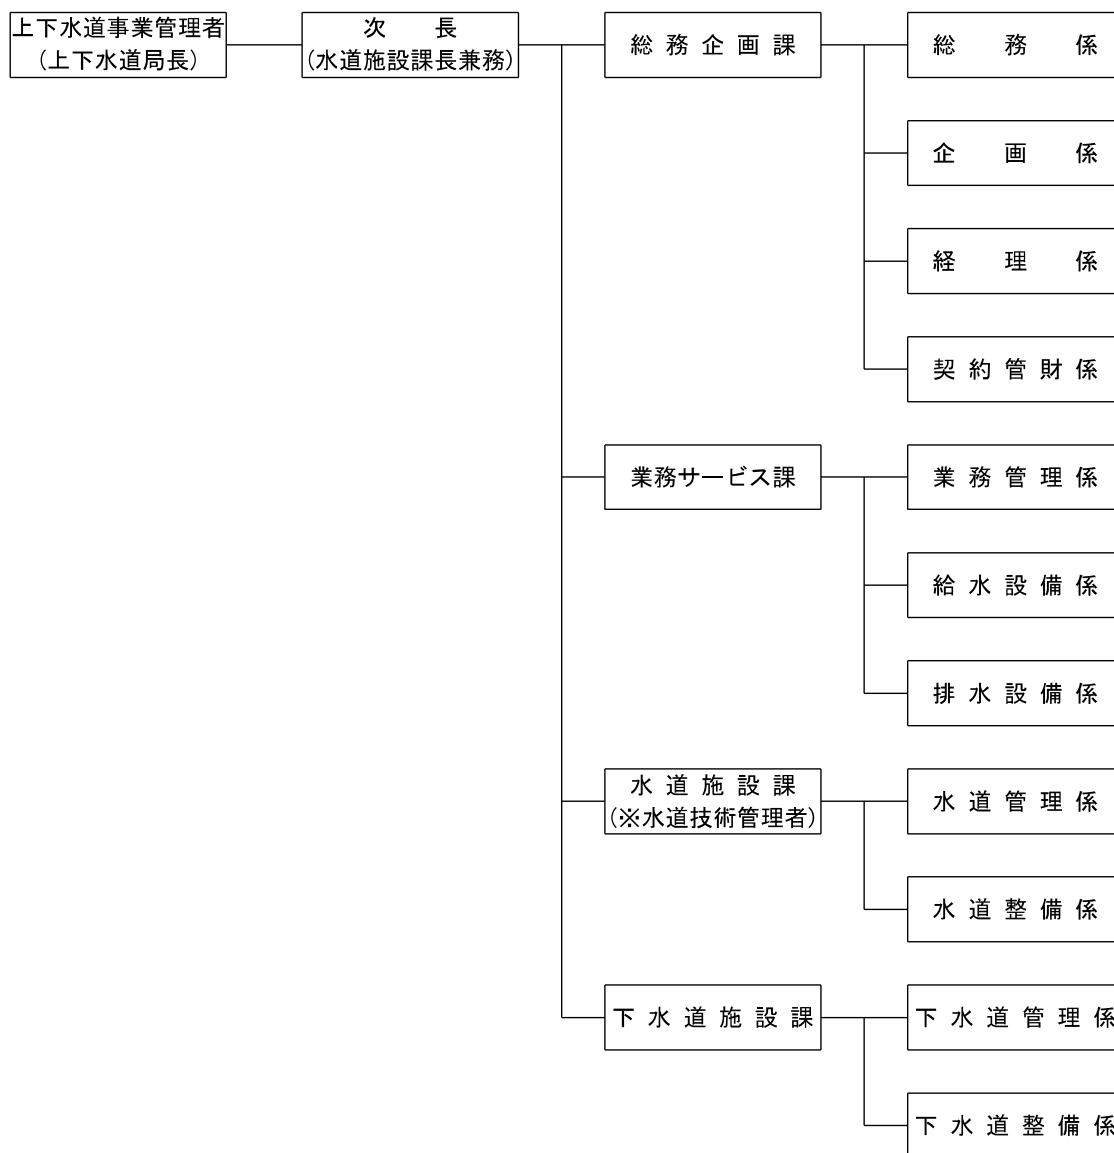 上下水道事業管理者
(上下水道局長)
次長
(水道施設課長兼務)
総務企画課
総務係
企画係
経理係
契約管財係
業務サービス課
業務管理係
給水設備係
排水設備係
水道施設課
(※水道技術管理者)
水道管理係
水道整備係
下水道施設課
下水道管理係
下水道整備係